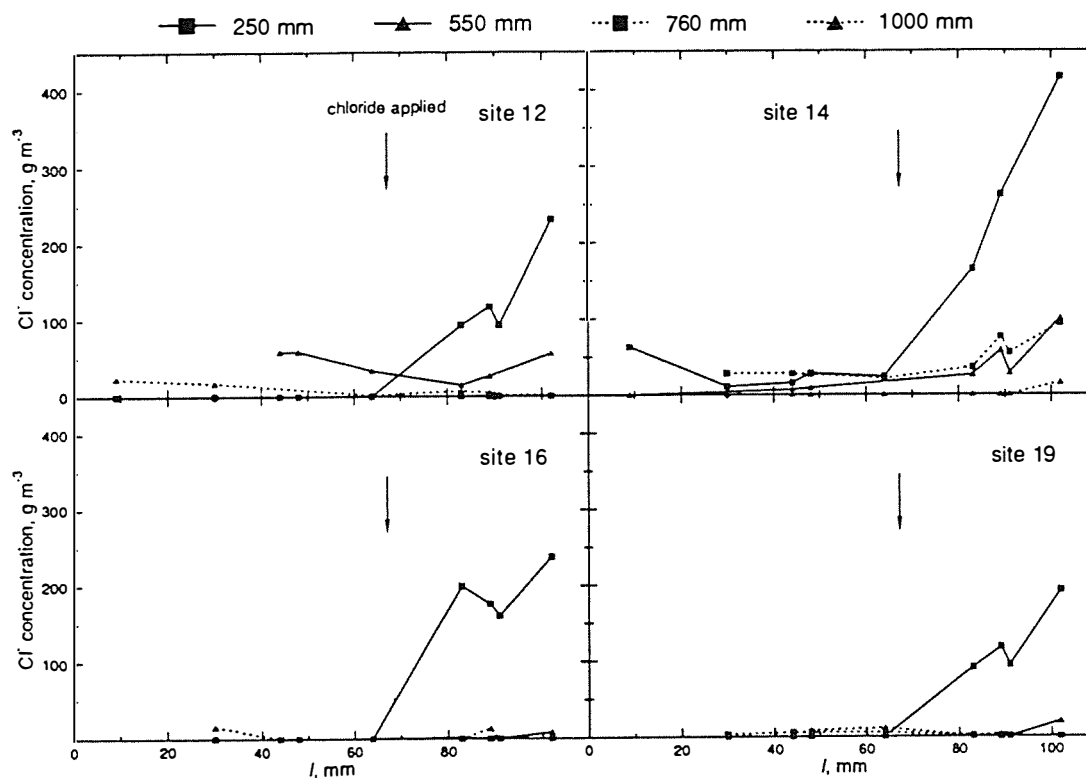 250 mm 550 mm 760 mm 1000 mm
400
300
200
100
0
Cl⁻ concentration, g m⁻³
chloride applied
site 12
site 14
400
300
200
100
0
Cl⁻ concentration, g m⁻³
site 16
site 19
0 20 40 60 80 0 20 40 60 80 100
l, mm
l, mm